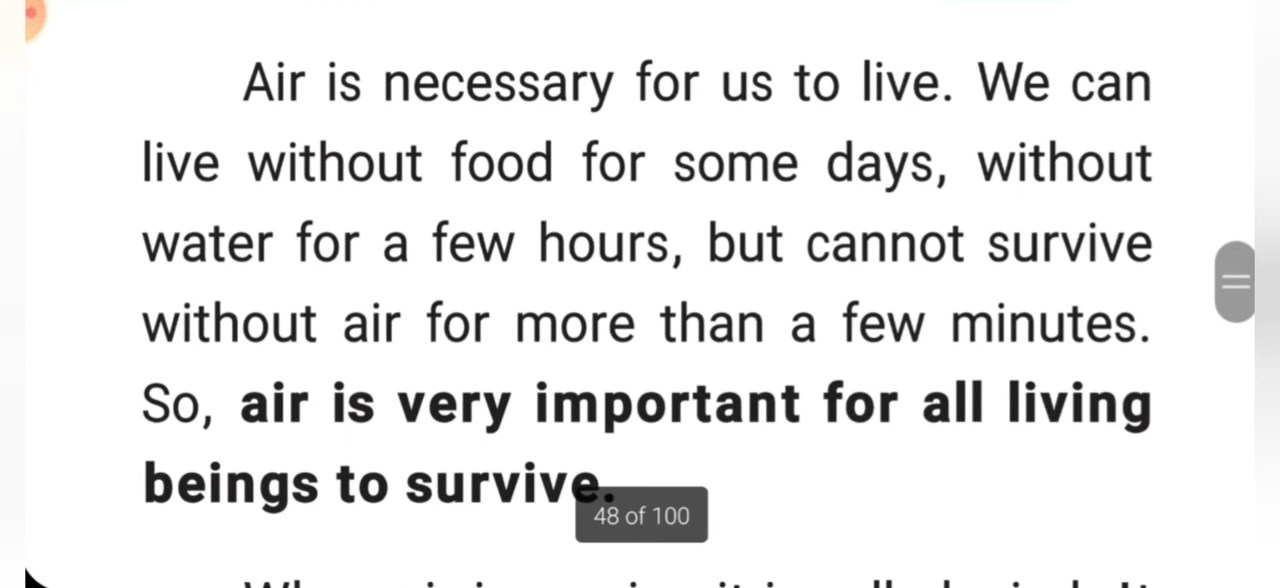 Air is necessary for us to live. We can
live without food for some days, without
water for a few hours, but cannot survive
without air for more than a few minutes.
So, air is very important for all living
beings to survive.
48 of 100